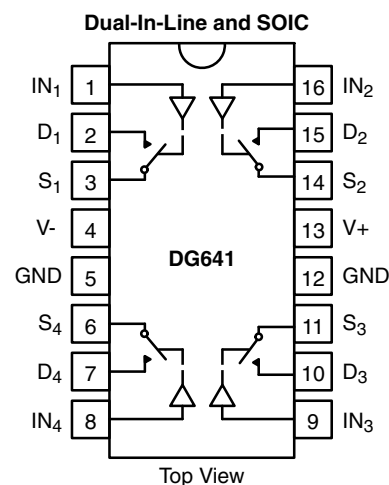 Dual-In-Line and SOIC
IN1 1 16 IN2
D1 2 15 D2
S1 3 14 S2
V- 4 13 V+
DG641
GND 5 12 GND
S4 6 11 S3
D4 7 10 D3
IN4 8 9 IN3
Top View